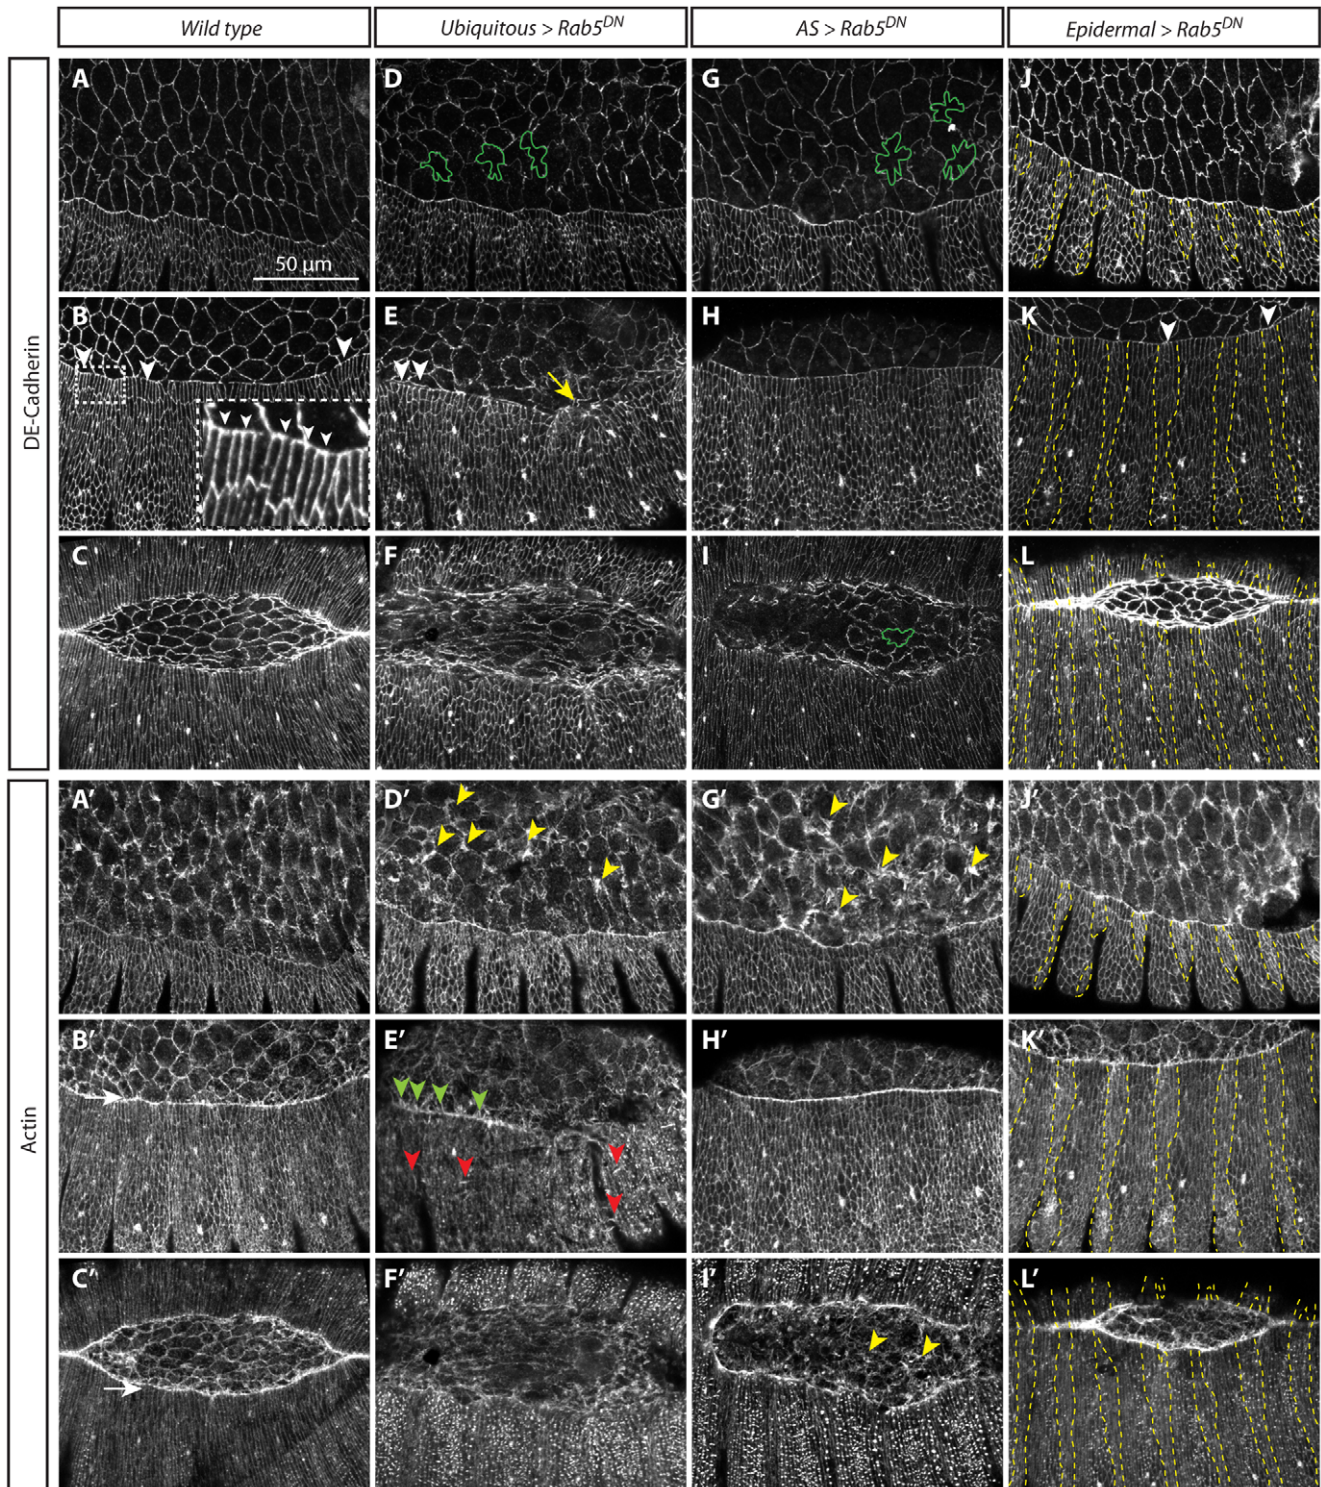 Wild type
Ubiquitous > Rab5DN
AS > Rab5DN
Epidermal > Rab5DN
DE-Cadherin
A
D
G
J
50 µm
B
E
H
K
C
F
I
L
Actin
A′
D′
G′
J′
B′
E′
H′
K′
C′
F′
I′
L′